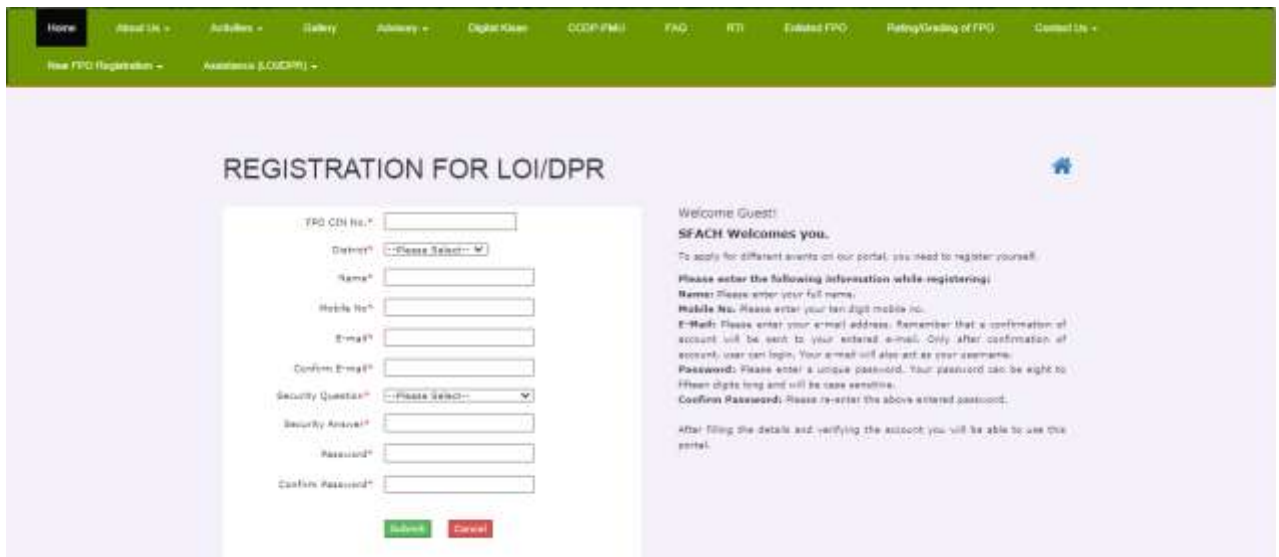 Home About Us Activities Gallery Advisory Digital Kisan CCDP-PMU FAQ RTI Enlisted FPO Rating/Grading of FPO Contact Us
New FPO Registration Assistance (LOI/DPR)
REGISTRATION FOR LOI/DPR
FPO CIN No.*
District* --Please Select--
Name*
Mobile No*
E-mail*
Confirm E-mail*
Security Question* --Please Select--
Security Answer*
Password*
Confirm Password*
Submit Cancel
Welcome Guest!
SFACH Welcomes you.
To apply for different events on our portal, you need to register yourself.
Please enter the following information while registering:
Name: Please enter your full name.
Mobile No. Please enter your ten digit mobile no.
E-Mail: Please enter your e-mail address. Remember that a confirmation of
account will be sent to your entered e-mail. Only after confirmation of
account, user can login. Your e-mail will also act as your username.
Password: Please enter a unique password. Your password can be eight to
fifteen digits long and will be case sensitive.
Confirm Password: Please re-enter the above entered password.
After filling the details and verifying the account you will be able to use this
portal.